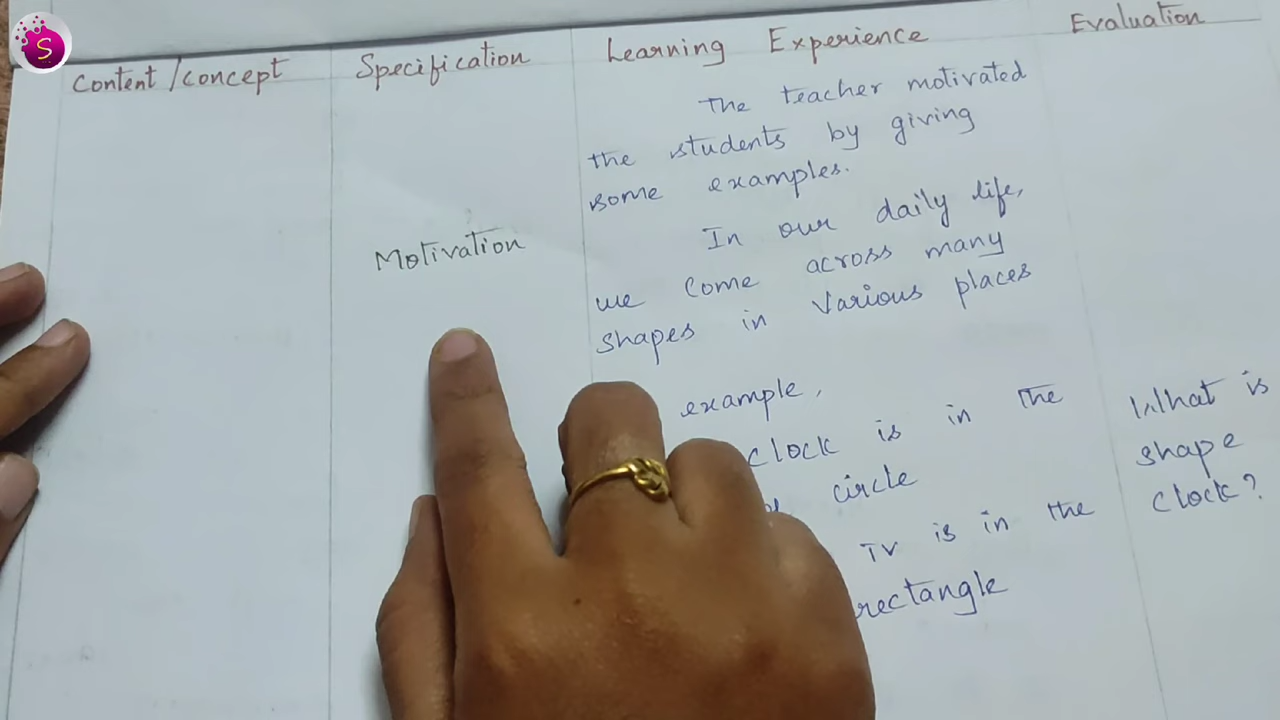 S
Content/concept
Specification
Learning Experience
Evaluation
The teacher motivated
the students by giving
some examples.
In our daily life,
we come across many
shapes in various places
Motivation
example,
clock is in the
circle
TV is in the
rectangle
What is
shape
clock?